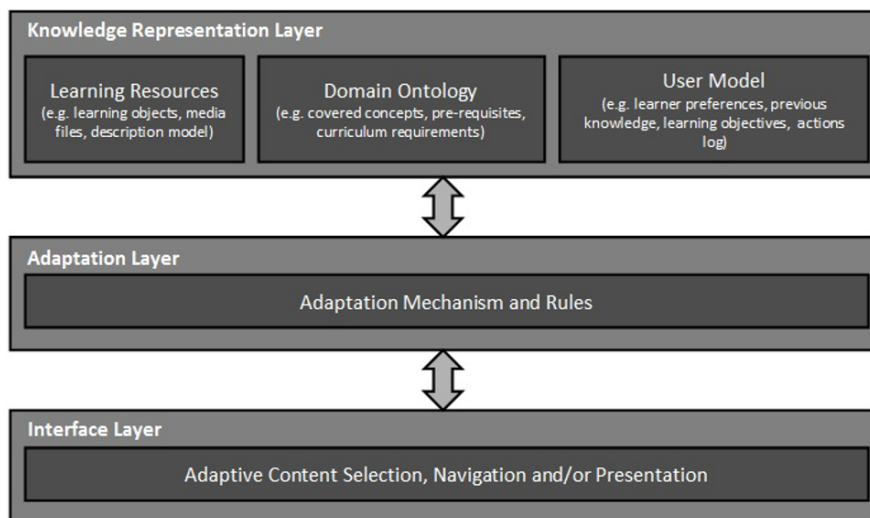 Knowledge Representation Layer
Learning Resources
(e.g. learning objects, media
files, description model)
Domain Ontology
(e.g. covered concepts, pre-requisites,
curriculum requirements)
User Model
(e.g. learner preferences, previous
knowledge, learning objectives, actions
log)
Adaptation Layer
Adaptation Mechanism and Rules
Interface Layer
Adaptive Content Selection, Navigation and/or Presentation